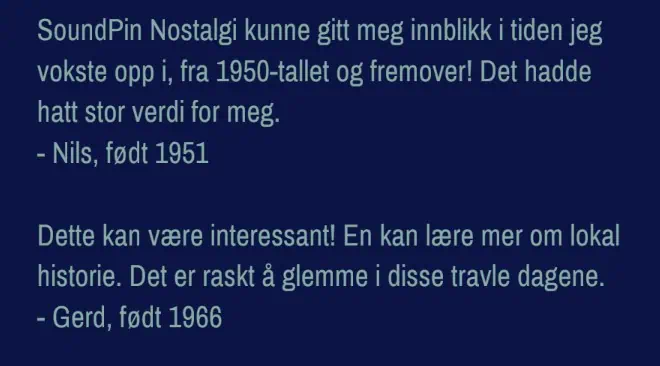 SoundPin Nostalgi kunne gitt meg innblikk i tiden jeg
vokste opp i, fra 1950-tallet og fremover! Det hadde
hatt stor verdi for meg.
- Nils, født 1951
Dette kan være interessant! En kan lære mer om lokal
historie. Det er raskt å glemme i disse travle dagene.
- Gerd, født 1966